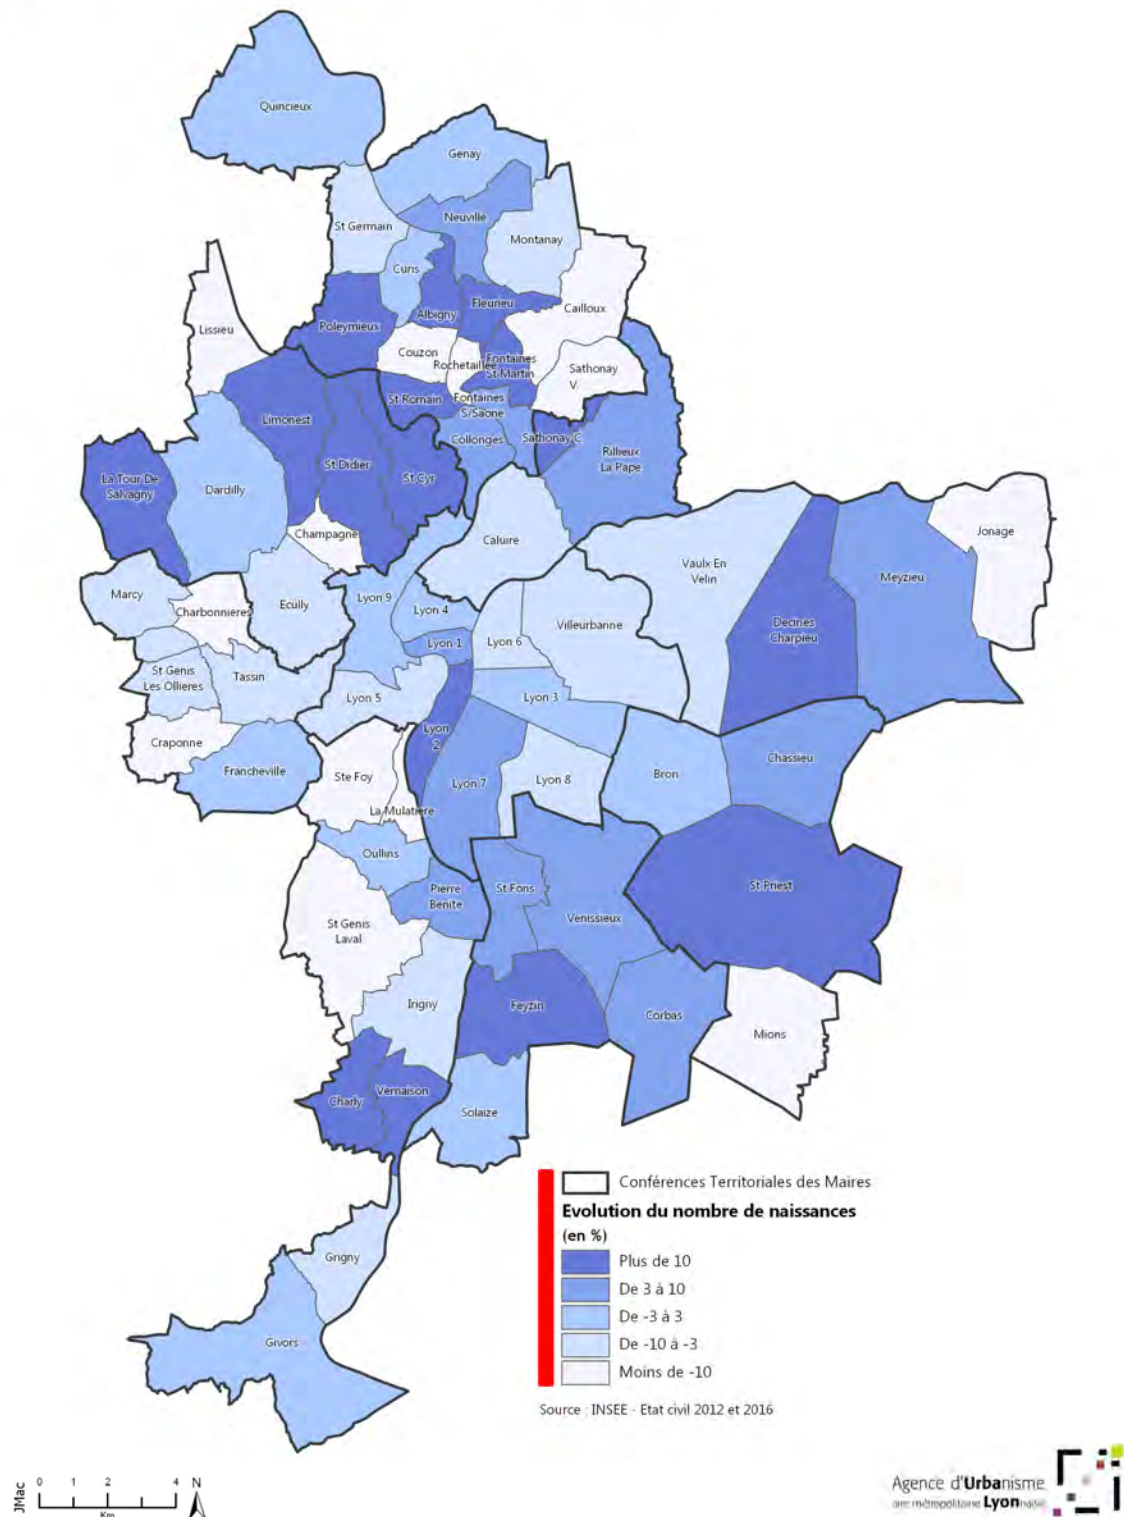 Quincieux
Genay
St Germain
Neuville
Montanay
Curis
Albigny
Fleurieu
Cailloux
Lissieu
Poleymieux
Couzon
Rochetaillée
Fontaines
St Martin
Sathonay
V
St Romain
Fontaines
S/Saône
Limonest
Collonges
Sathonay C
Rillieux
La Pape
St Didier
St Cyr
La Tour De
Salvagny
Dardilly
Champagne
Caluire
Jonage
Vaulx En
Velin
Meyzieu
Marcy
Charbonnieres
Ecully
Lyon 9
Lyon 4
Villeurbanne
Decines
Charpieu
Lyon 1
Lyon 6
St Genis
Les Ollieres
Tassin
Lyon 5
Lyon 3
Craponne
Lyon
2
Francheville
Ste Foy
Lyon 7
Lyon 8
Bron
Chassieu
La Mulatiere
Oullins
Pierre
Benite
St Fons
St Priest
St Genis
Laval
Venissieux
Irigny
Feyzin
Corbas
Mions
Charly
Vernaison
Solaize
Conférences Territoriales des Maires
Evolution du nombre de naissances
(en %)
Plus de 10
De 3 à 10
De -3 à 3
De -10 à -3
Moins de -10
Grigny
Givors
Source : INSEE - Etat civil 2012 et 2016
JMac
0 1 2 4 N
Km
Agence d'Urbanisme
aire métropolitaine Lyonnaise